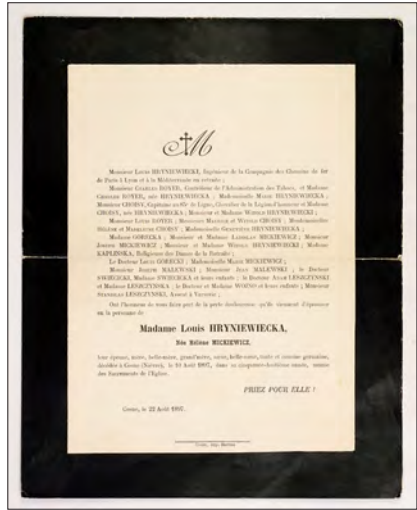 M
Monsieur Louis HRYNIEWIECKI, Ingénieur de la Compagnie des Chemins de fer
de Paris à Lyon et à la Méditerranée en retraite ;
Monsieur Charles ROYER, Contrôleur de l'Administration des Tabacs, et Madame
Charles ROYER, née HRYNIEWIECKA ; Mademoiselle Marie HRYNIEWIECKA ;
Monsieur CHOISY, Capitaine au de Ligne, Chevalier de la Légion d'honneur et Madame
CHOISY, née HRYNIEWIECKA ; Monsieur et Madame Witold HRYNIEWIECKI ;
Monsieur Louis ROYER ; Messieurs et Witold CHOISY ; Mesdemoiselles
Hélène et Madeleine CHOISY ; Mademoiselle Geneviève HRYNIEWIECKA ;
Madame GORECKA ; Monsieur et Madame Ladislas MICKIEWICZ ; Monsieur
Joseph MICKIEWICZ ; Monsieur et Madame Witold HRYNIEWIECKI ; Madame
KAPLINSKA, Religieuse des Dames de la Retraite ;
Le Docteur Louis GORECKI ; Mademoiselle Marie MICKIEWICZ ;
Monsieur Joseph MALEWSKI ; Monsieur Jean MALEWSKI ; le Docteur
SWIECICKI, Madame SWIECICKA et leurs enfants ; le Docteur Adam LESZCZYNSKI
et Madame LESZCZYNSKA ; le Docteur et Madame et leurs enfants ; Monsieur
Stanislas LESZCZYNSKI, Avocat à Varsovie ;
Ont l'honneur de vous faire part de la perte douloureuse qu'ils viennent d'éprouver
en la personne de
Madame Louis HRYNIEWIECKA,
Née Hélène MICKIEWICZ,
leur épouse, mère, belle-mère, grand'mère, sœur, belle-sœur, tante et cousine germaine,
décédée à Cosne (Nièvre), le Août 1897, dans sa cinquante-huitième année, munie
des Sacrements de l'Église.
PRIEZ POUR ELLE !
Cosne, le 22 Août 1897.
Cosne, Imp.